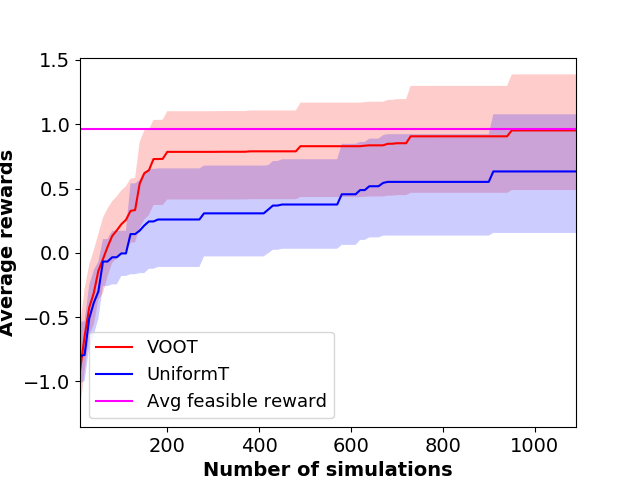 1.5
1.0
0.5
0.0
−0.5
−1.0
Average rewards
VOOT
UniformT
Avg feasible reward
200 400 600 800 1000
Number of simulations